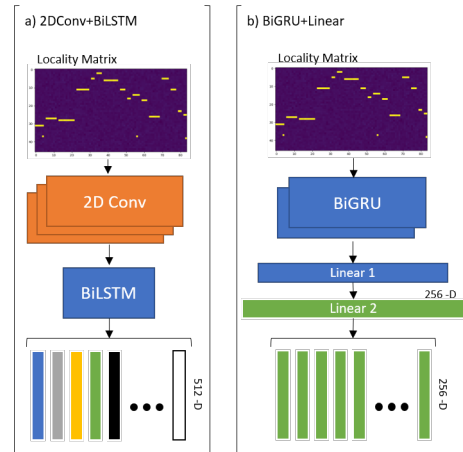 a) 2DConv+BiLSTM
Locality Matrix
2D Conv
BiLSTM
512 -D
b) BiGRU+Linear
Locality Matrix
BiGRU
Linear 1
256 -D
Linear 2
256 -D